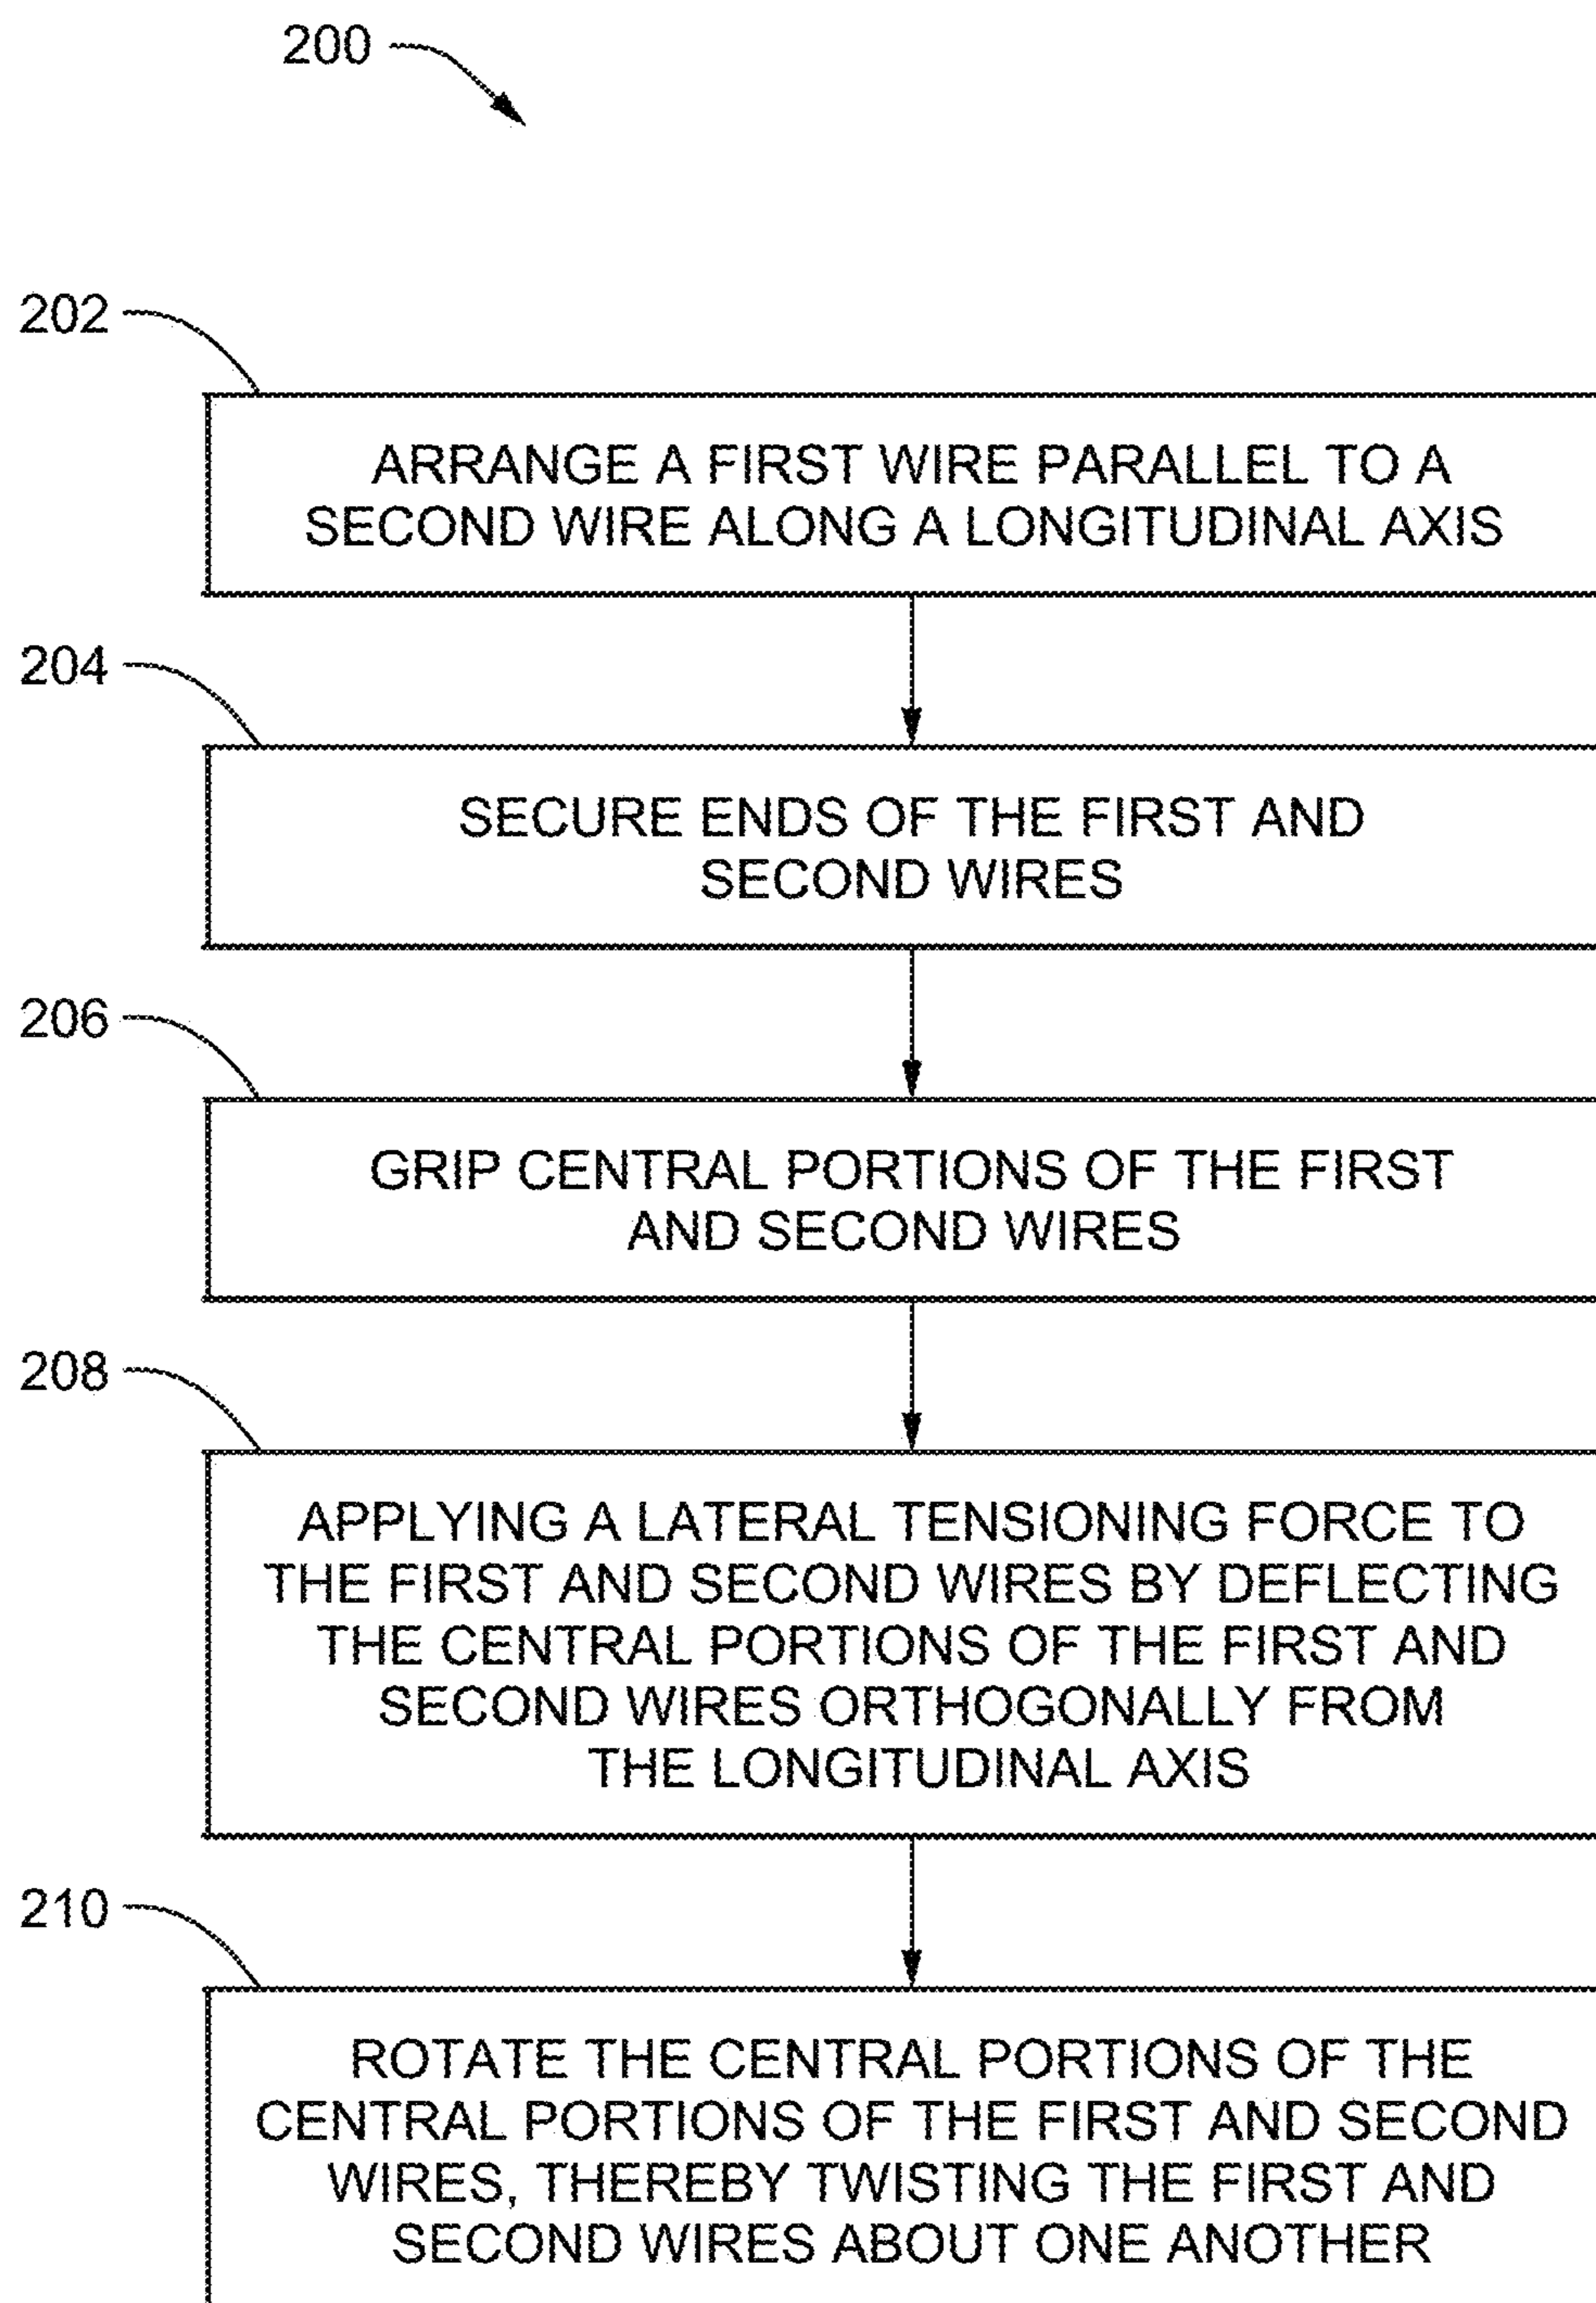 200
202
ARRANGE A FIRST WIRE PARALLEL TO A
SECOND WIRE ALONG A LONGITUDINAL AXIS
204
SECURE ENDS OF THE FIRST AND
SECOND WIRES
206
GRIP CENTRAL PORTIONS OF THE FIRST
AND SECOND WIRES
208
APPLYING A LATERAL TENSIONING FORCE TO
THE FIRST AND SECOND WIRES BY DEFLECTING
THE CENTRAL PORTIONS OF THE FIRST AND
SECOND WIRES ORTHOGONALLY FROM
THE LONGITUDINAL AXIS
210
ROTATE THE CENTRAL PORTIONS OF THE
CENTRAL PORTIONS OF THE FIRST AND SECOND
WIRES, THEREBY TWISTING THE FIRST AND
SECOND WIRES ABOUT ONE ANOTHER